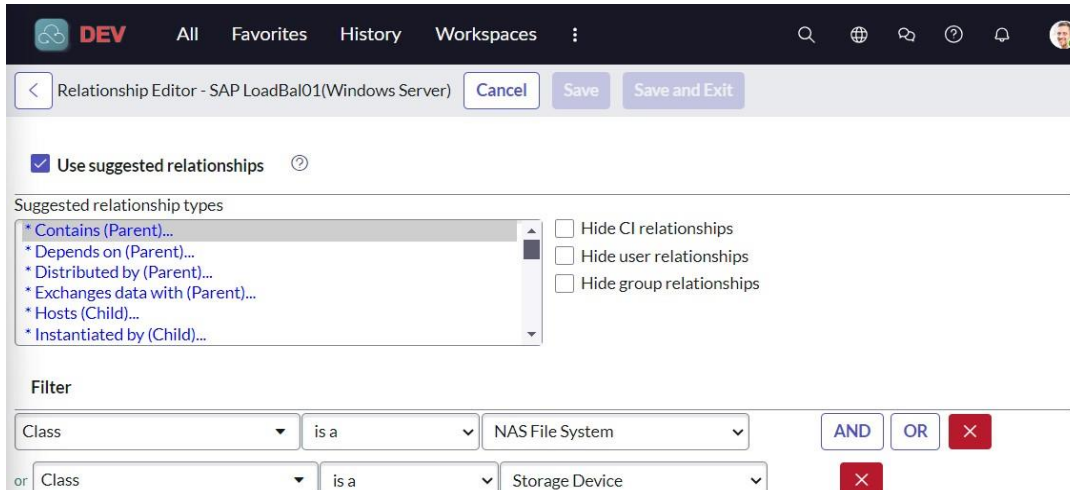 DEV All Favorites History Workspaces
Relationship Editor - SAP LoadBal01(Windows Server) Cancel Save Save and Exit
Use suggested relationships
Suggested relationship types
* Contains (Parent)...
* Depends on (Parent)...
* Distributed by (Parent)...
* Exchanges data with (Parent)...
* Hosts (Child)...
* Instantiated by (Child)...
Hide CI relationships
Hide user relationships
Hide group relationships
Filter
Class is a NAS File System AND OR
or Class is a Storage Device